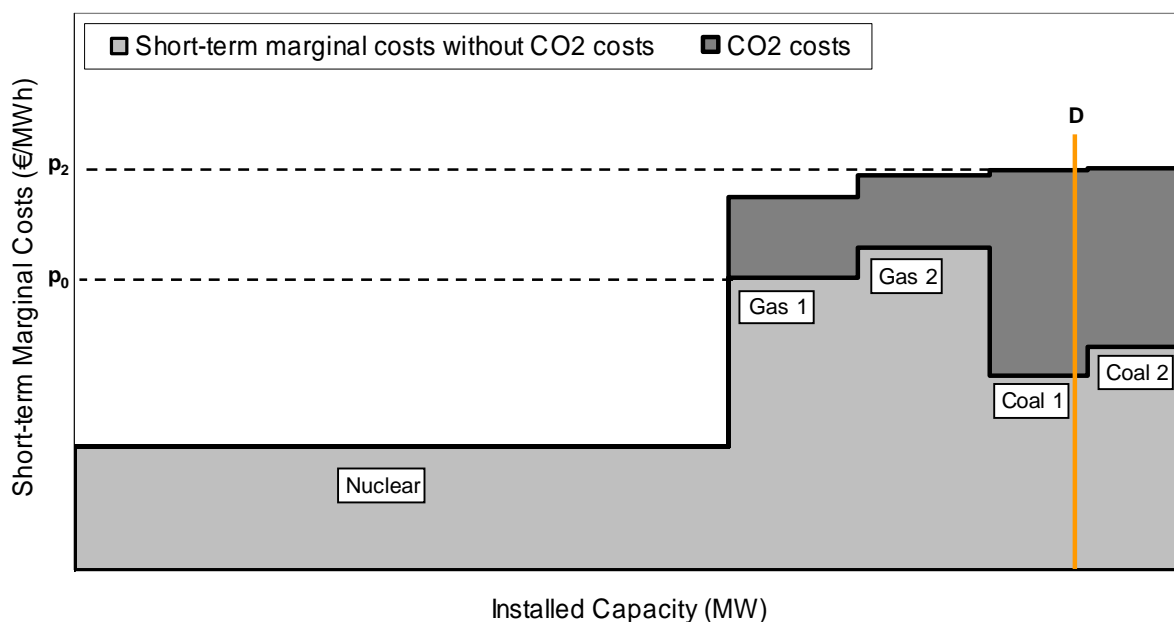 Short-term marginal costs without CO2 costs
CO2 costs
D
p2
p0
Gas 1
Gas 2
Coal 1
Coal 2
Nuclear
Short-term Marginal Costs (€/MWh)
Installed Capacity (MW)